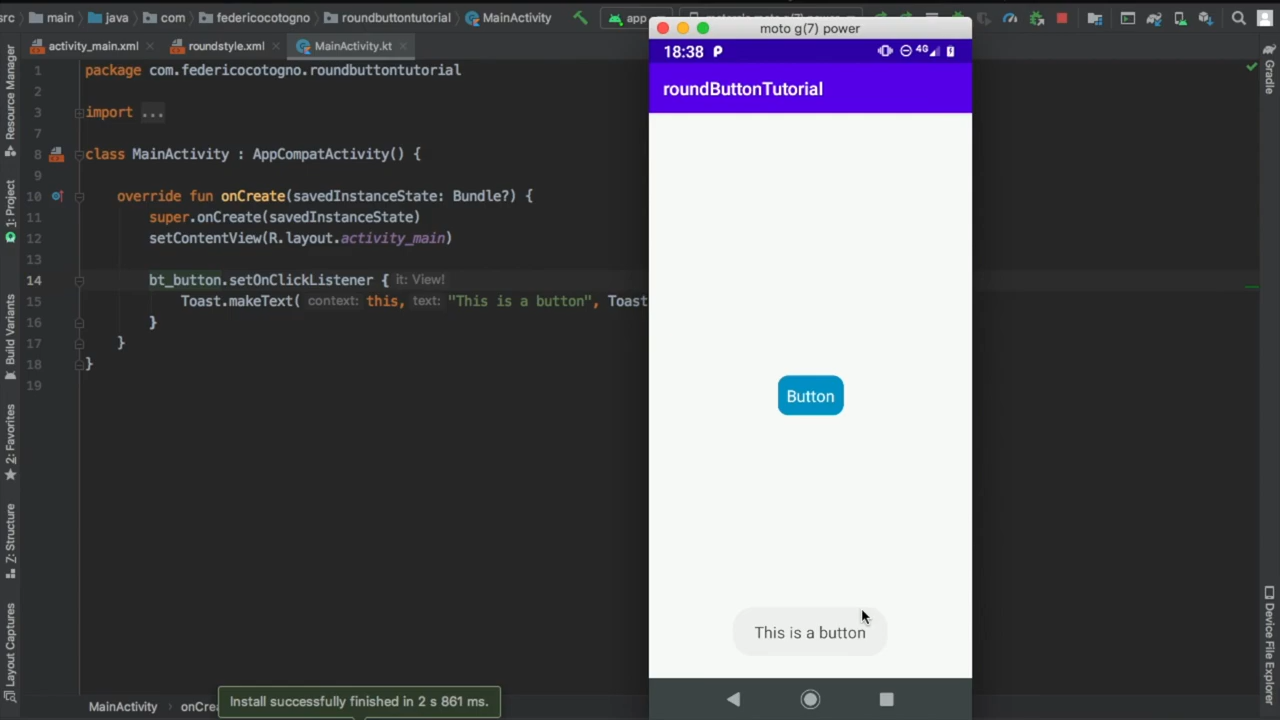 src main java com federicocotogno roundbuttontutorial MainActivity app
activity_main.xml roundstyle.xml MainActivity.kt
1 package com.federicocotogno.roundbuttontutorial
2
3 import ...
7
8 class MainActivity : AppCompatActivity() {
9
10 override fun onCreate(savedInstanceState: Bundle?) {
11 super.onCreate(savedInstanceState)
12 setContentView(R.layout.activity_main)
13
14 bt_button.setOnClickListener { it: View!
15 Toast.makeText( context: this, text: "This is a button", Toast
16 }
17 }
18 }
19
Resource Manager
1: Project
Build Variants
2: Favorites
Z: Structure
Layout Captures
moto g(7) power
18:38 4G
roundButtonTutorial
Button
This is a button
Gradle
Device File Explorer
Install successfully finished in 2 s 861 ms.
MainActivity onCrea